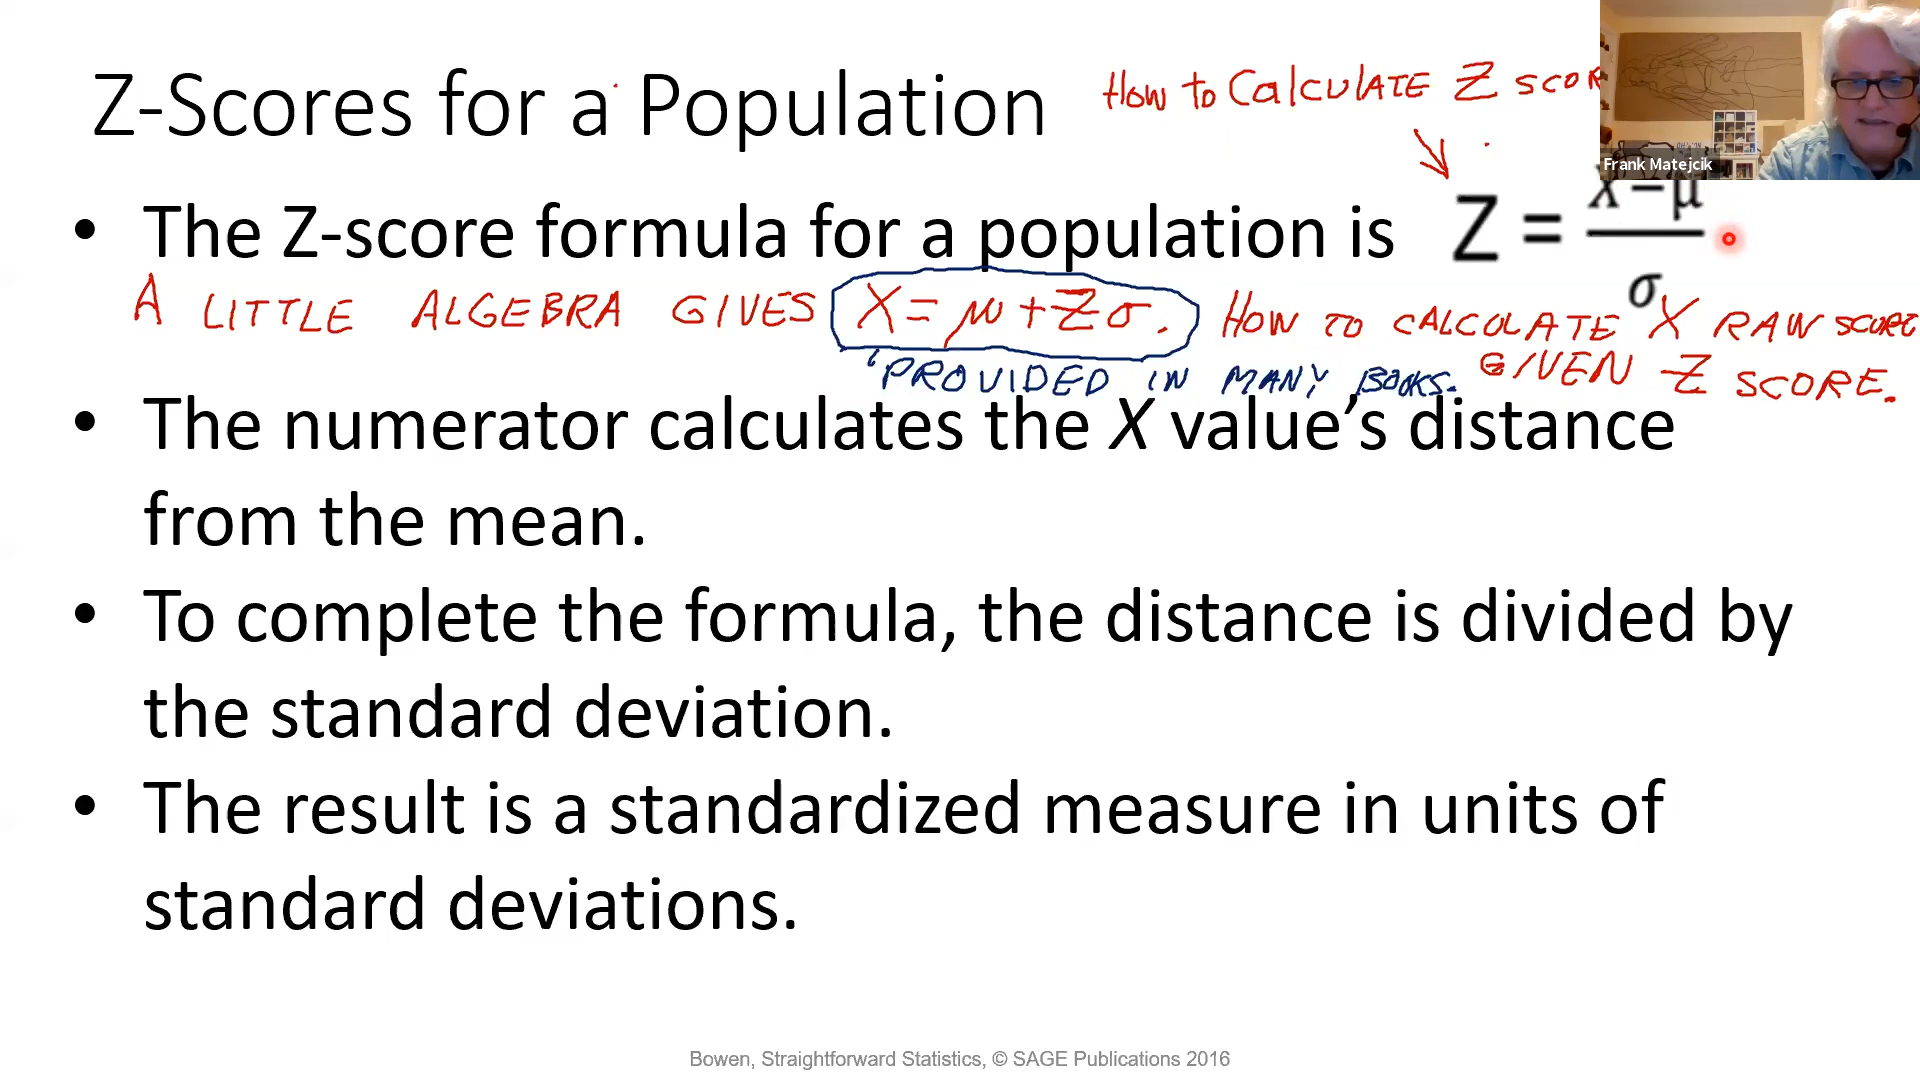 Z-Scores for a Population
How to Calculate Z SCOR
Frank Matejcik
• The Z-score formula for a population is Z = X−μ / σ
A LITTLE ALGEBRA GIVES X = μ + Zσ. HOW TO CALCULATE X RAW SCORE
'PROVIDED IN MANY BOOKS. GIVEN Z SCORE.
• The numerator calculates the X value's distance
from the mean.
• To complete the formula, the distance is divided by
the standard deviation.
• The result is a standardized measure in units of
standard deviations.
Bowen, Straightforward Statistics, © SAGE Publications 2016